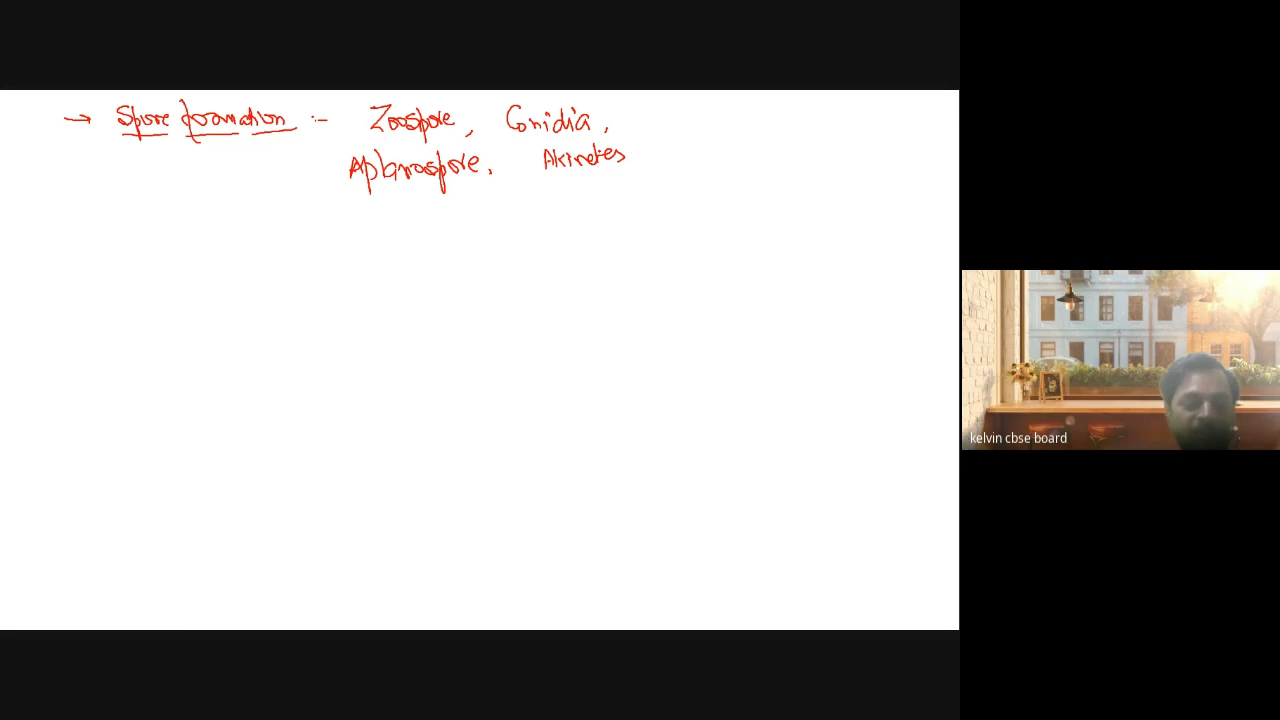 → Spore formation :- Zoospore, Conidia,
Aplanospore, Akinetes
kelvin cbse board